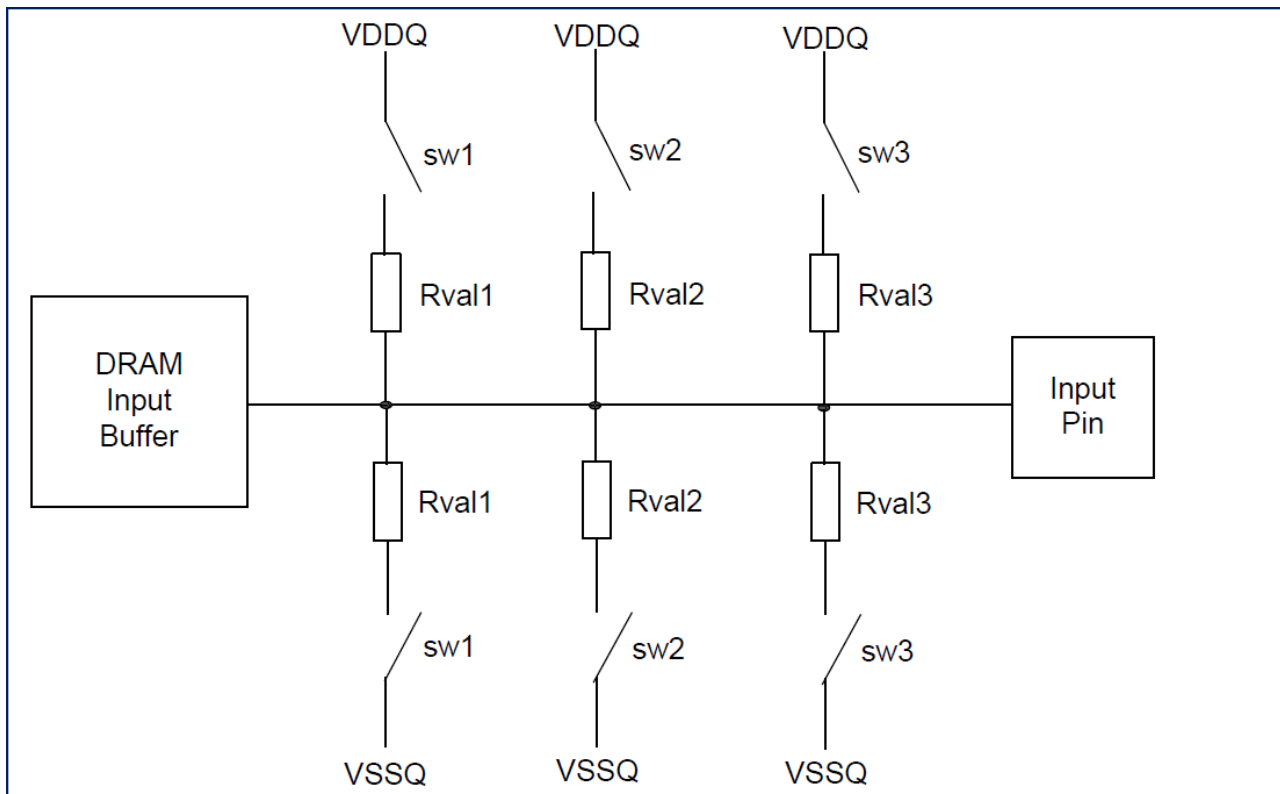 VDDQ VDDQ VDDQ
sw1 sw2 sw3
Rval1 Rval2 Rval3
DRAM
Input
Buffer
Input
Pin
Rval1 Rval2 Rval3
sw1 sw2 sw3
VSSQ VSSQ VSSQ